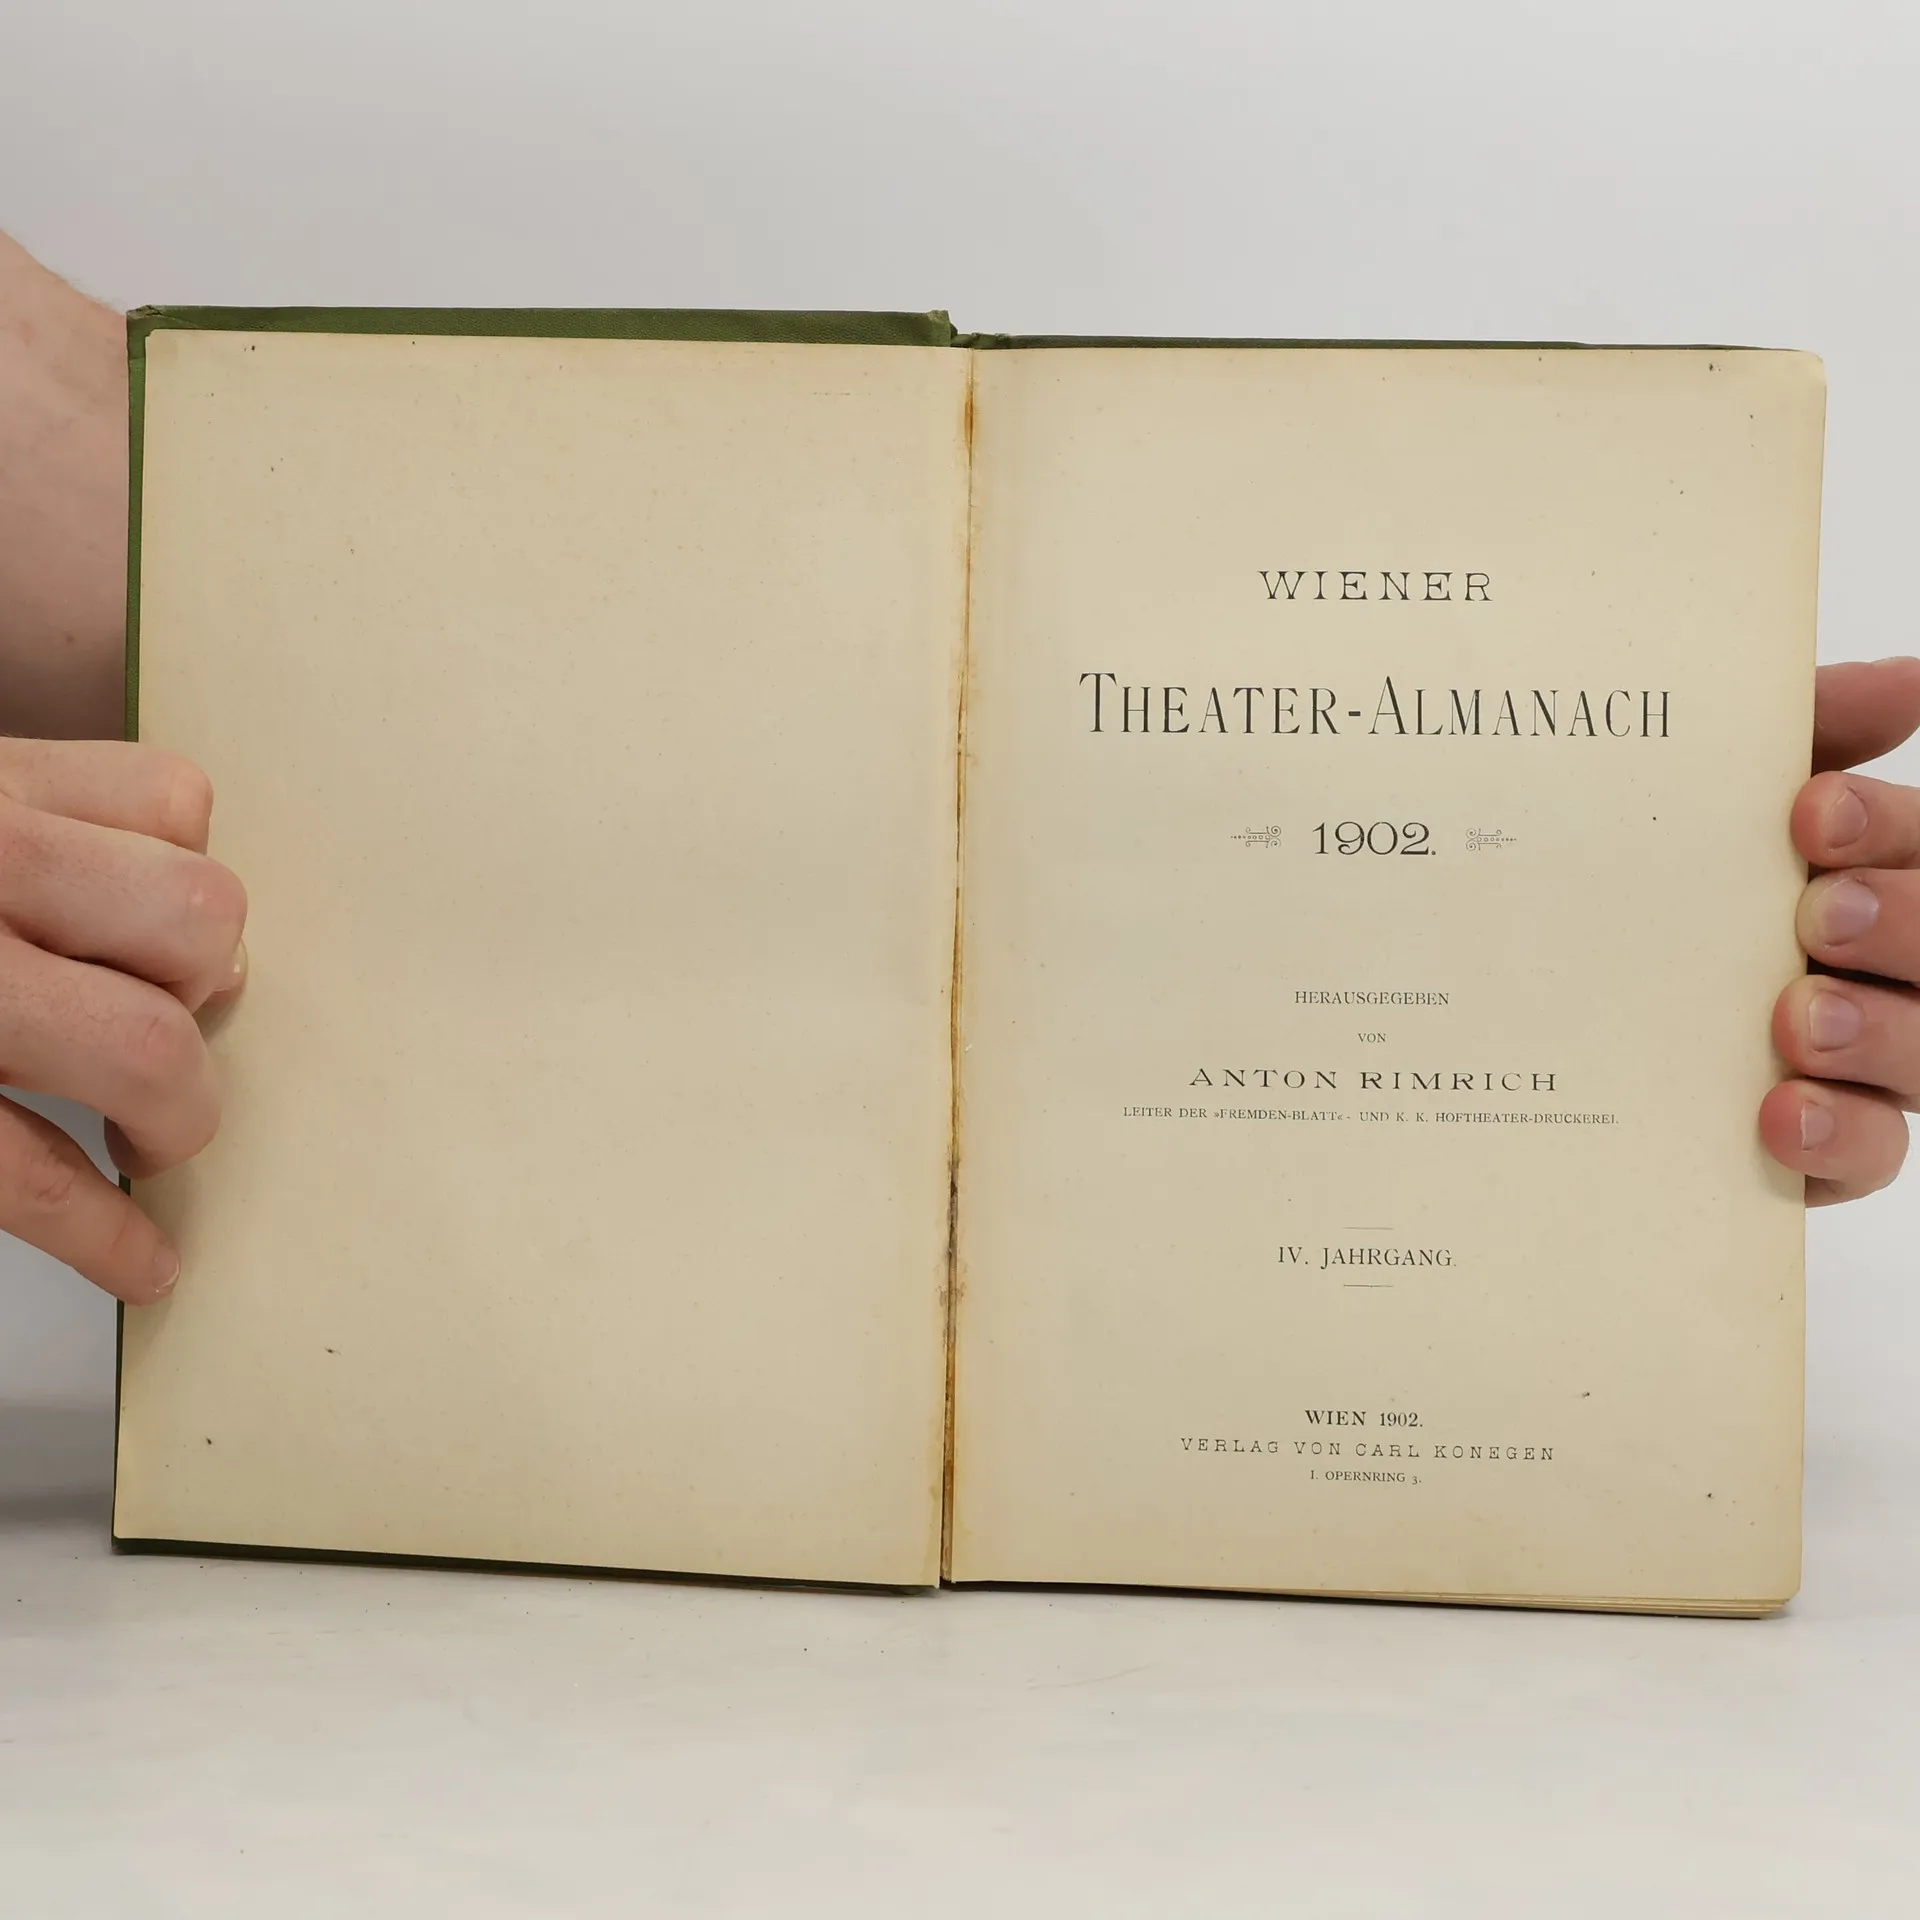 WIENER
THEATER-ALMANACH
1902.
HERAUSGEGEBEN
VON
ANTON RIMRICH
LEITER DER »FREMDEN-BLATT«- UND K. K. HOFTHEATER-DRUCKEREI.
IV. JAHRGANG.
WIEN 1902.
VERLAG VON CARL KONEGEN
I. OPERNRING 3.